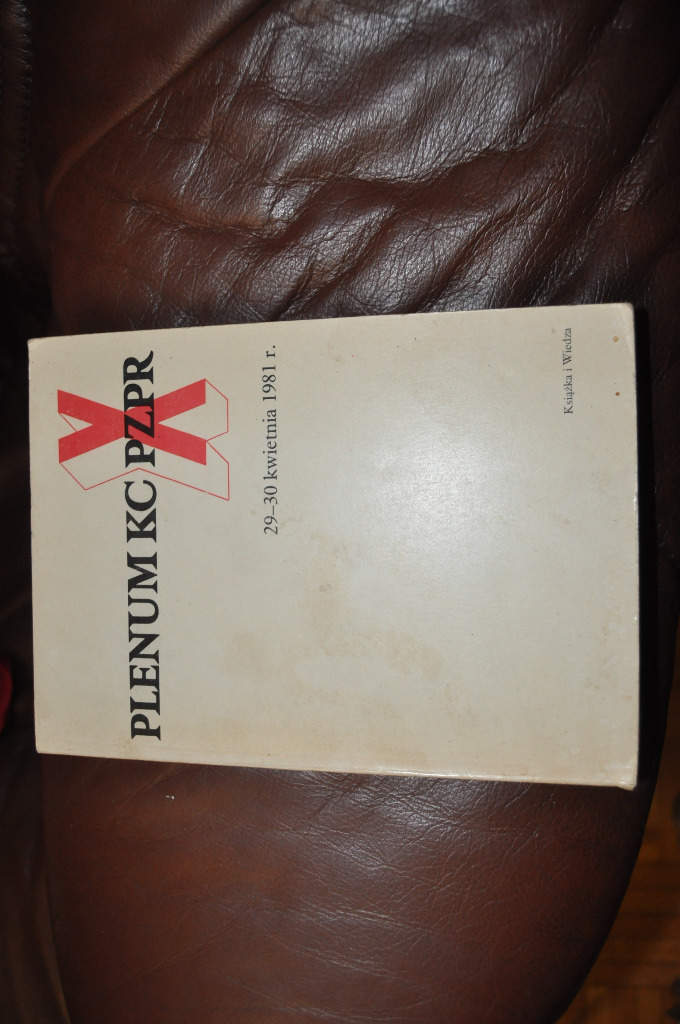 X
PLENUM KC PZPR
29–30 kwietnia 1981 r.
Książka i Wiedza